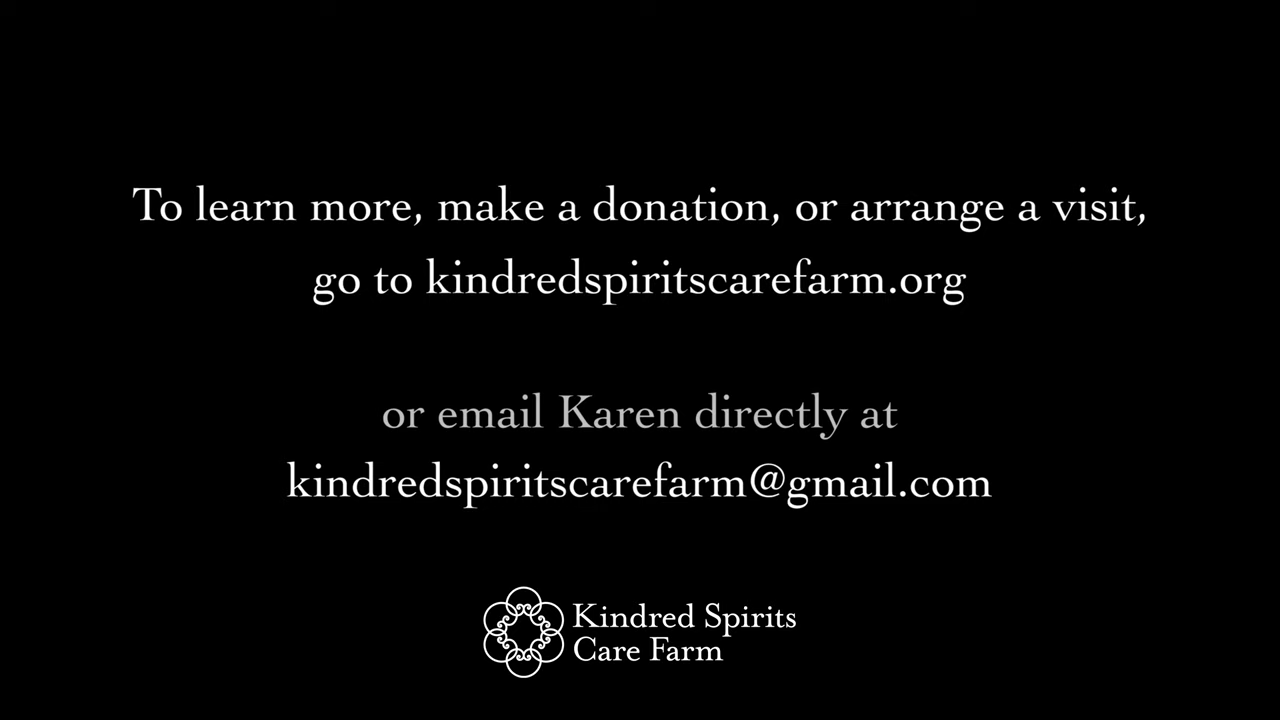 To learn more, make a donation, or arrange a visit,
go to kindredspiritscarefarm.org
or email Karen directly at
kindredspiritscarefarm@gmail.com
Kindred Spirits
Care Farm